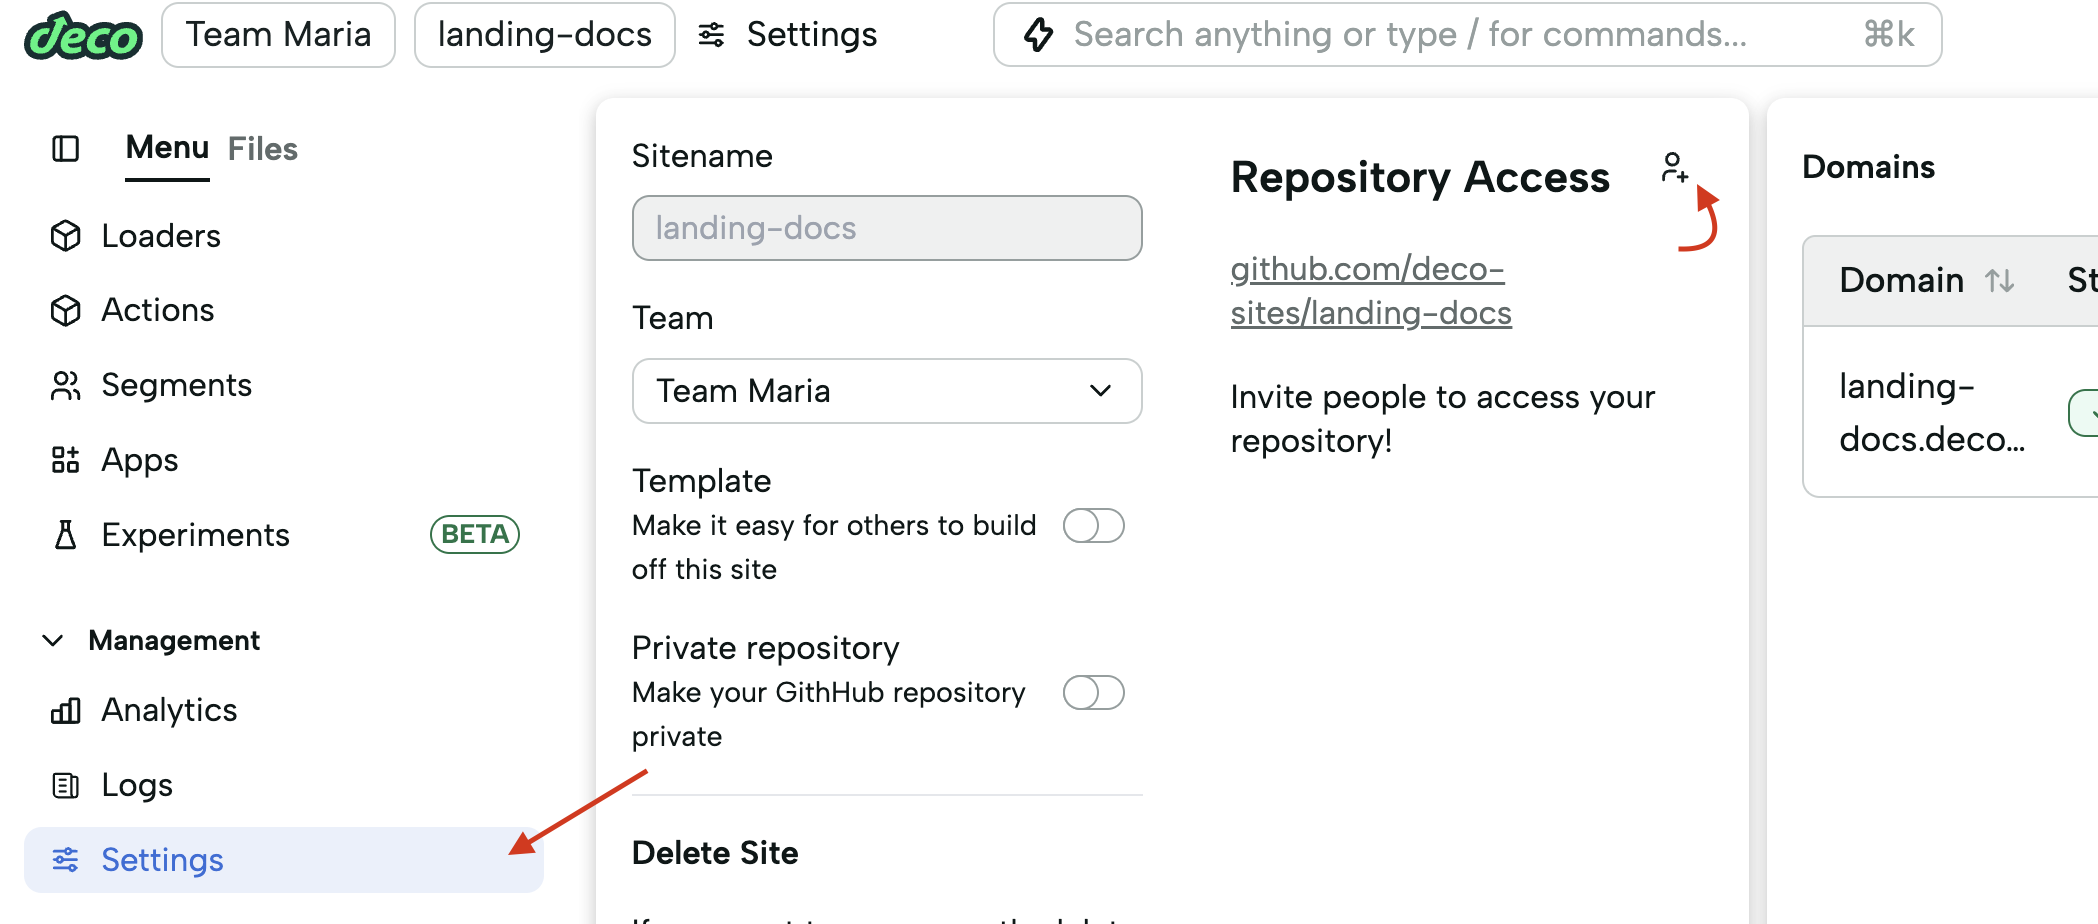 deco
Team Maria
landing-docs
Settings
Search anything or type / for commands...
⌘k
Menu
Files
Loaders
Actions
Segments
Apps
Experiments
BETA
Management
Analytics
Logs
Settings
Sitename
landing-docs
Team
Team Maria
Template
Make it easy for others to build
off this site
Private repository
Make your GithHub repository
private
Delete Site
Repository Access
github.com/deco-
sites/landing-docs
Invite people to access your
repository!
Domains
Domain
St
landing-
docs.deco...